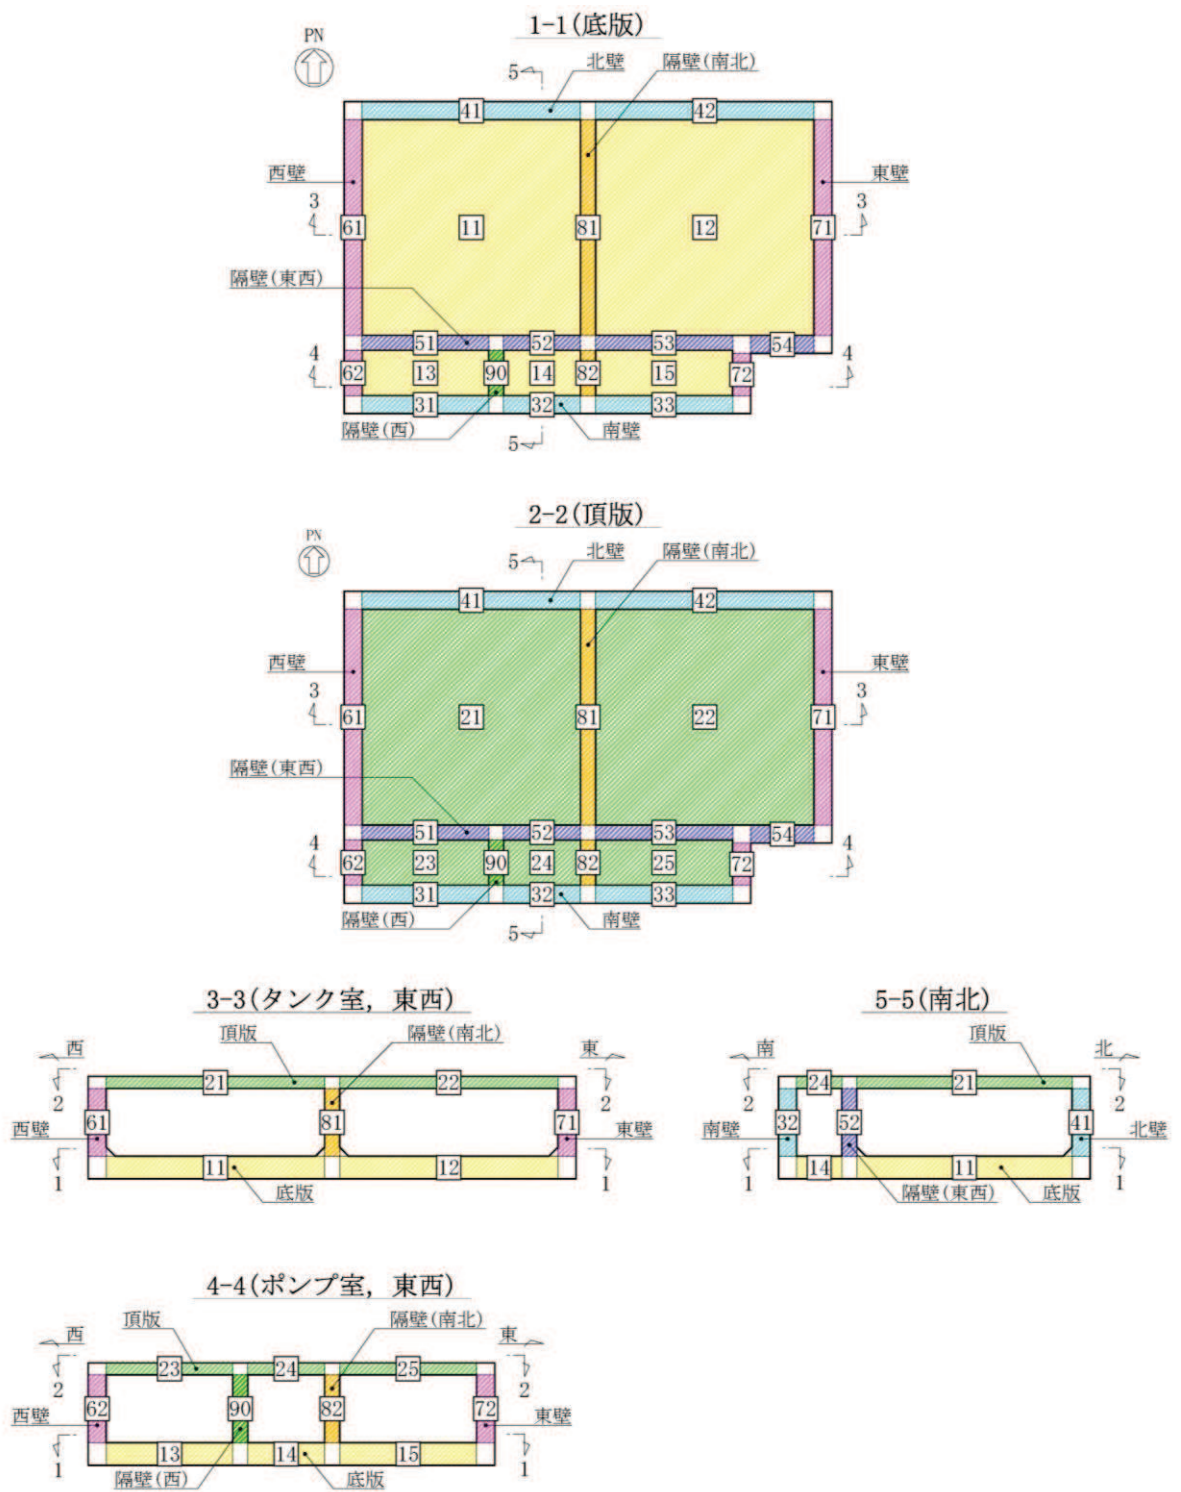 1-1(底版)
PN
5
北壁
隔壁(南北)
41
42
西壁
東壁
3
3
61
11
81
12
71
隔壁(東西)
51
52
53
54
4
4
62
13
90
14
82
15
72
31
32
33
隔壁(西)
南壁
5
2-2(頂版)
PN
5
北壁
隔壁(南北)
41
42
西壁
東壁
3
3
61
21
81
22
71
隔壁(東西)
51
52
53
54
4
4
62
23
90
24
82
25
72
31
32
33
隔壁(西)
南壁
5
3-3(タンク室, 東西)
頂版
隔壁(南北)
西
東
21
22
2
2
61
81
71
西壁
東壁
11
12
1
1
底版
5-5(南北)
頂版
南
北
24
21
2
2
32
52
41
南壁
北壁
14
11
1
1
隔壁(東西)
底版
4-4(ポンプ室, 東西)
頂版
隔壁(南北)
西
東
23
24
25
2
2
62
90
82
72
西壁
東壁
13
14
15
1
1
隔壁(西)
底版